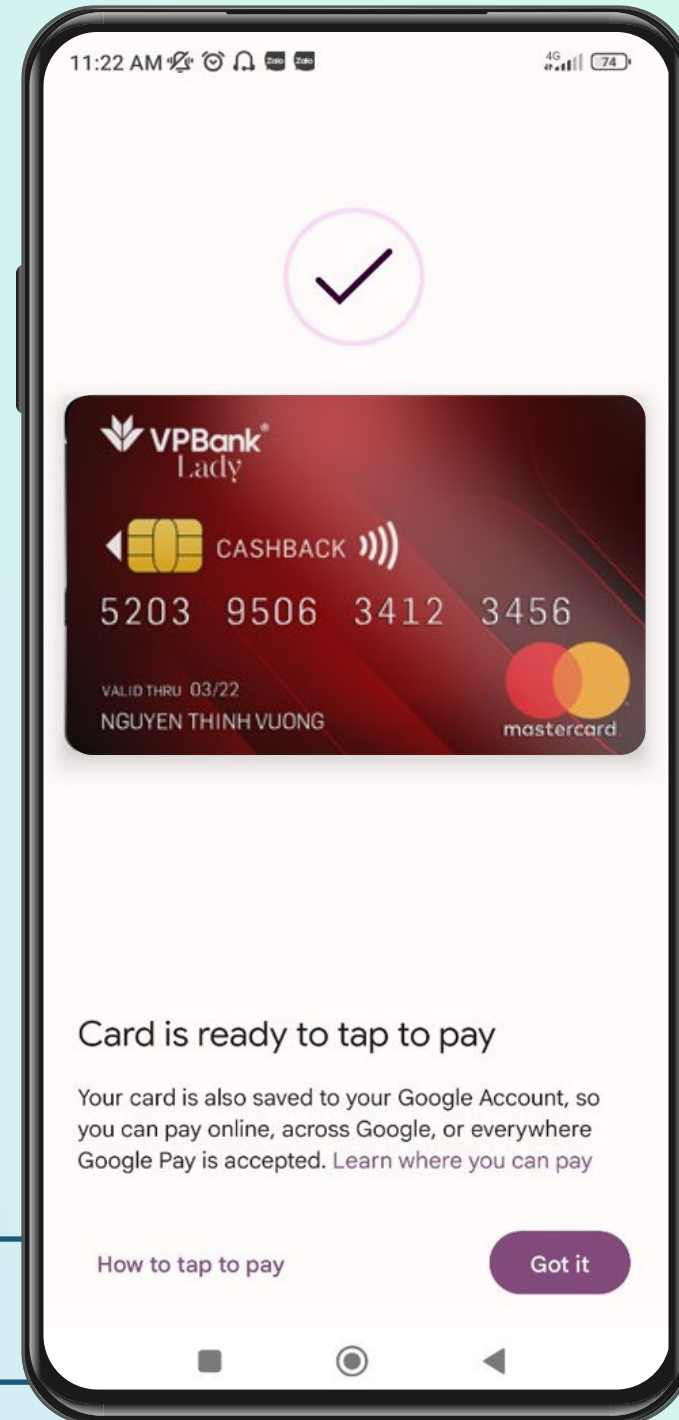 11:22 AM Zalo Zalo 4G 74
VPBank®
Lady
CASHBACK
5203 9506 3412 3456
VALID THRU 03/22
NGUYEN THINH VUONG
mastercard.
Card is ready to tap to pay
Your card is also saved to your Google Account, so
you can pay online, across Google, or everywhere
Google Pay is accepted. Learn where you can pay
How to tap to pay Got it